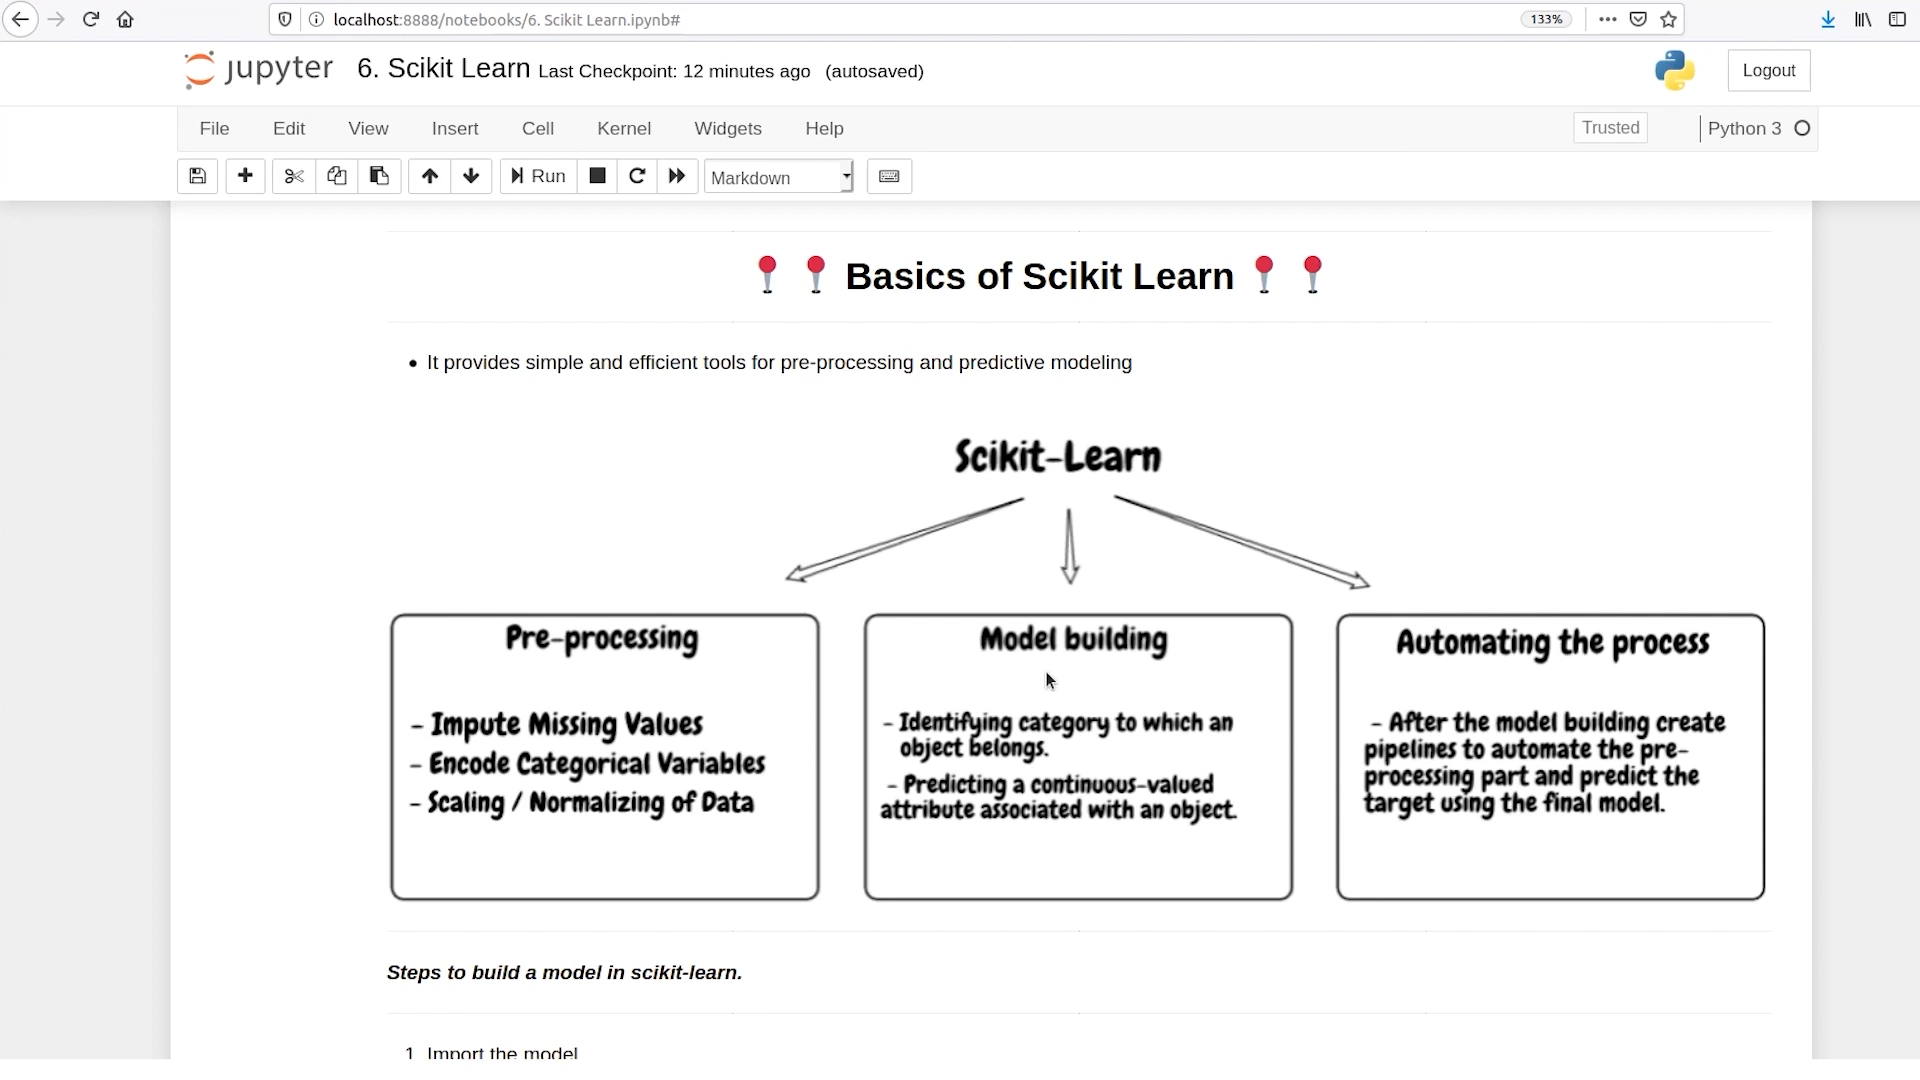 localhost:8888/notebooks/6. Scikit Learn.ipynb#
133%
jupyter 6. Scikit Learn Last Checkpoint: 12 minutes ago (autosaved)
Logout
File Edit View Insert Cell Kernel Widgets Help
Trusted
Python 3
Run
Markdown
Basics of Scikit Learn
• It provides simple and efficient tools for pre-processing and predictive modeling
Scikit-Learn
Pre-processing
- Impute Missing Values
- Encode Categorical Variables
- Scaling / Normalizing of Data
Model building
- Identifying category to which an
object belongs.
- Predicting a continuous-valued
attribute associated with an object.
Automating the process
- After the model building create
pipelines to automate the pre-
processing part and predict the
target using the final model.
Steps to build a model in scikit-learn.
1. Import the model